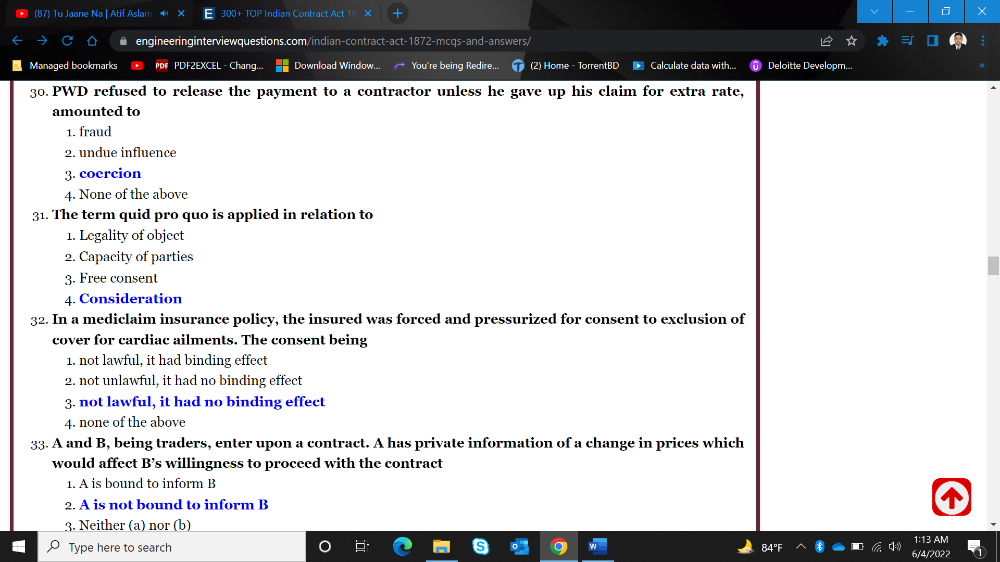 (87) Tu Jaane Na | Atif Aslam
E 300+ TOP Indian Contract Act 18
engineeringinterviewquestions.com/indian-contract-act-1872-mcqs-and-answers/
Managed bookmarks PDF PDF2EXCEL - Chang... Download Window... You're being Redire... (2) Home - TorrentBD Calculate data with... Deloitte Developm... »
30. PWD refused to release the payment to a contractor unless he gave up his claim for extra rate,
amounted to
1. fraud
2. undue influence
3. coercion
4. None of the above
31. The term quid pro quo is applied in relation to
1. Legality of object
2. Capacity of parties
3. Free consent
4. Consideration
32. In a mediclaim insurance policy, the insured was forced and pressurized for consent to exclusion of
cover for cardiac ailments. The consent being
1. not lawful, it had binding effect
2. not unlawful, it had no binding effect
3. not lawful, it had no binding effect
4. none of the above
33. A and B, being traders, enter upon a contract. A has private information of a change in prices which
would affect B’s willingness to proceed with the contract
1. A is bound to inform B
2. A is not bound to inform B
3. Neither (a) nor (b)
Type here to search
84°F
1:13 AM
6/4/2022
1